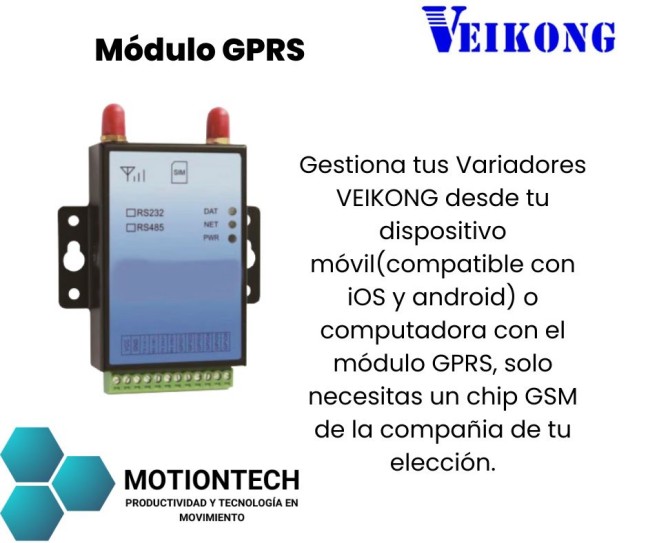 Módulo GPRS
VEIKONG
SIM
RS232
RS485
DAT
NET
PWR
Gestiona tus Variadores
VEIKONG desde tu
dispositivo
móvil(compatible con
iOS y android) o
computadora con el
módulo GPRS, solo
necesitas un chip GSM
de la compañia de tu
elección.
MOTIONTECH
PRODUCTIVIDAD Y TECNOLOGÍA EN
MOVIMIENTO